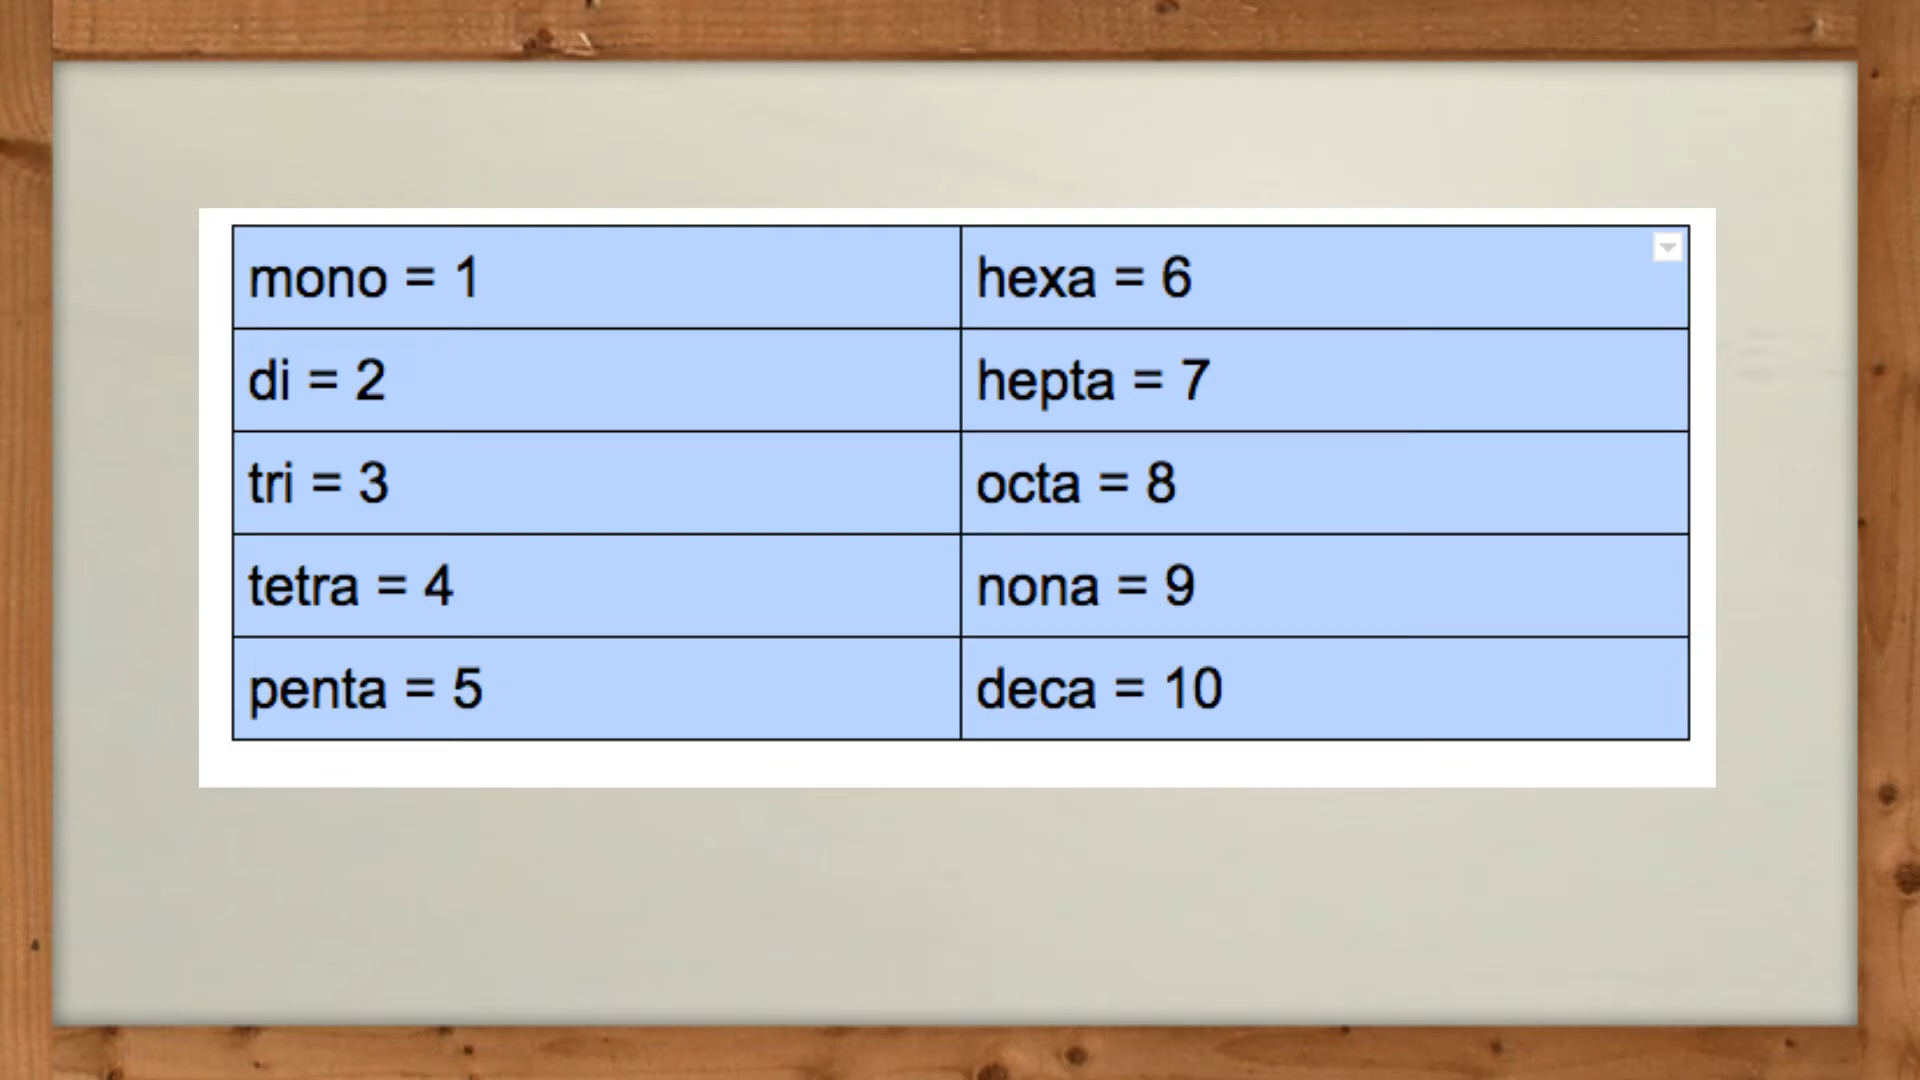 mono = 1
hexa = 6
di = 2
hepta = 7
tri = 3
octa = 8
tetra = 4
nona = 9
penta = 5
deca = 10